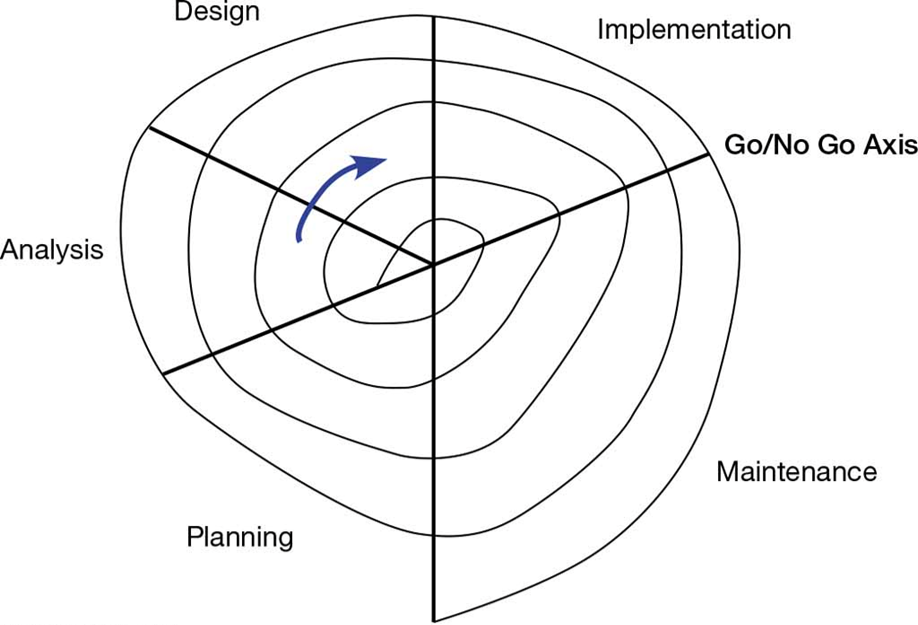 Design
Implementation
Go/No Go Axis
Analysis
Maintenance
Planning